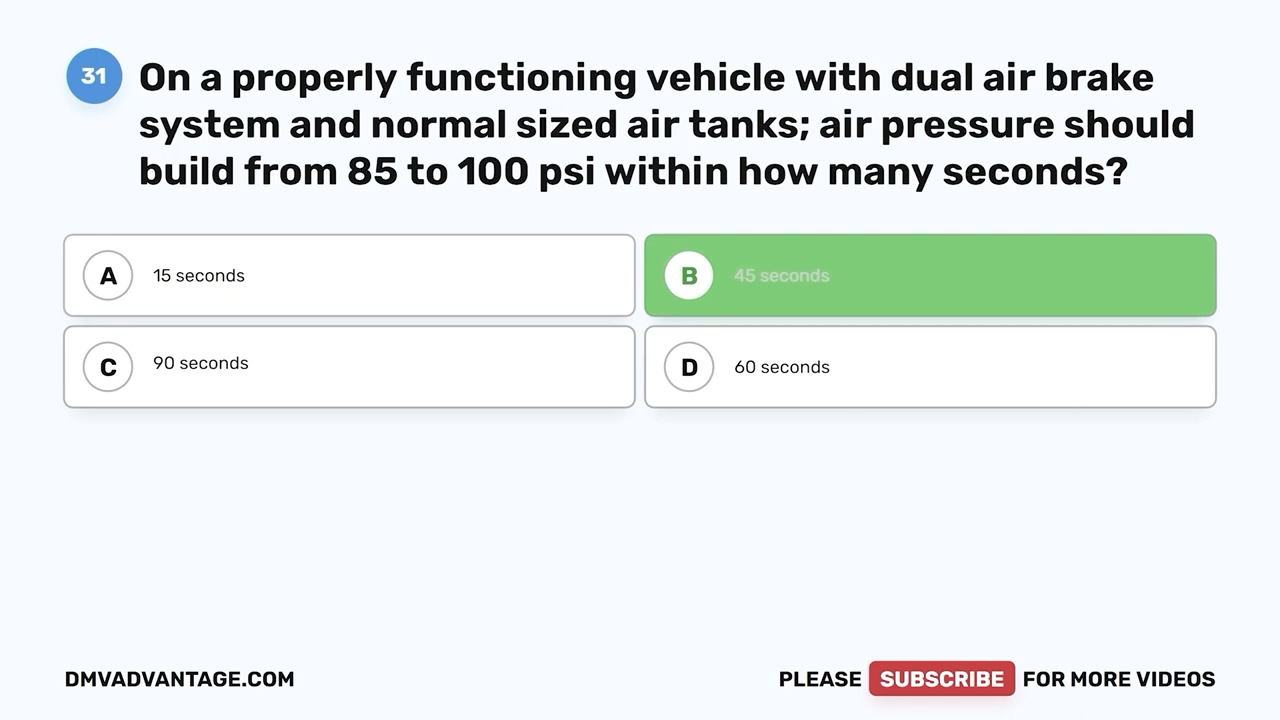 31
On a properly functioning vehicle with dual air brake
system and normal sized air tanks; air pressure should
build from 85 to 100 psi within how many seconds?
A 15 seconds
B 45 seconds
C 90 seconds
D 60 seconds
DMVADVANTAGE.COM
PLEASE SUBSCRIBE FOR MORE VIDEOS